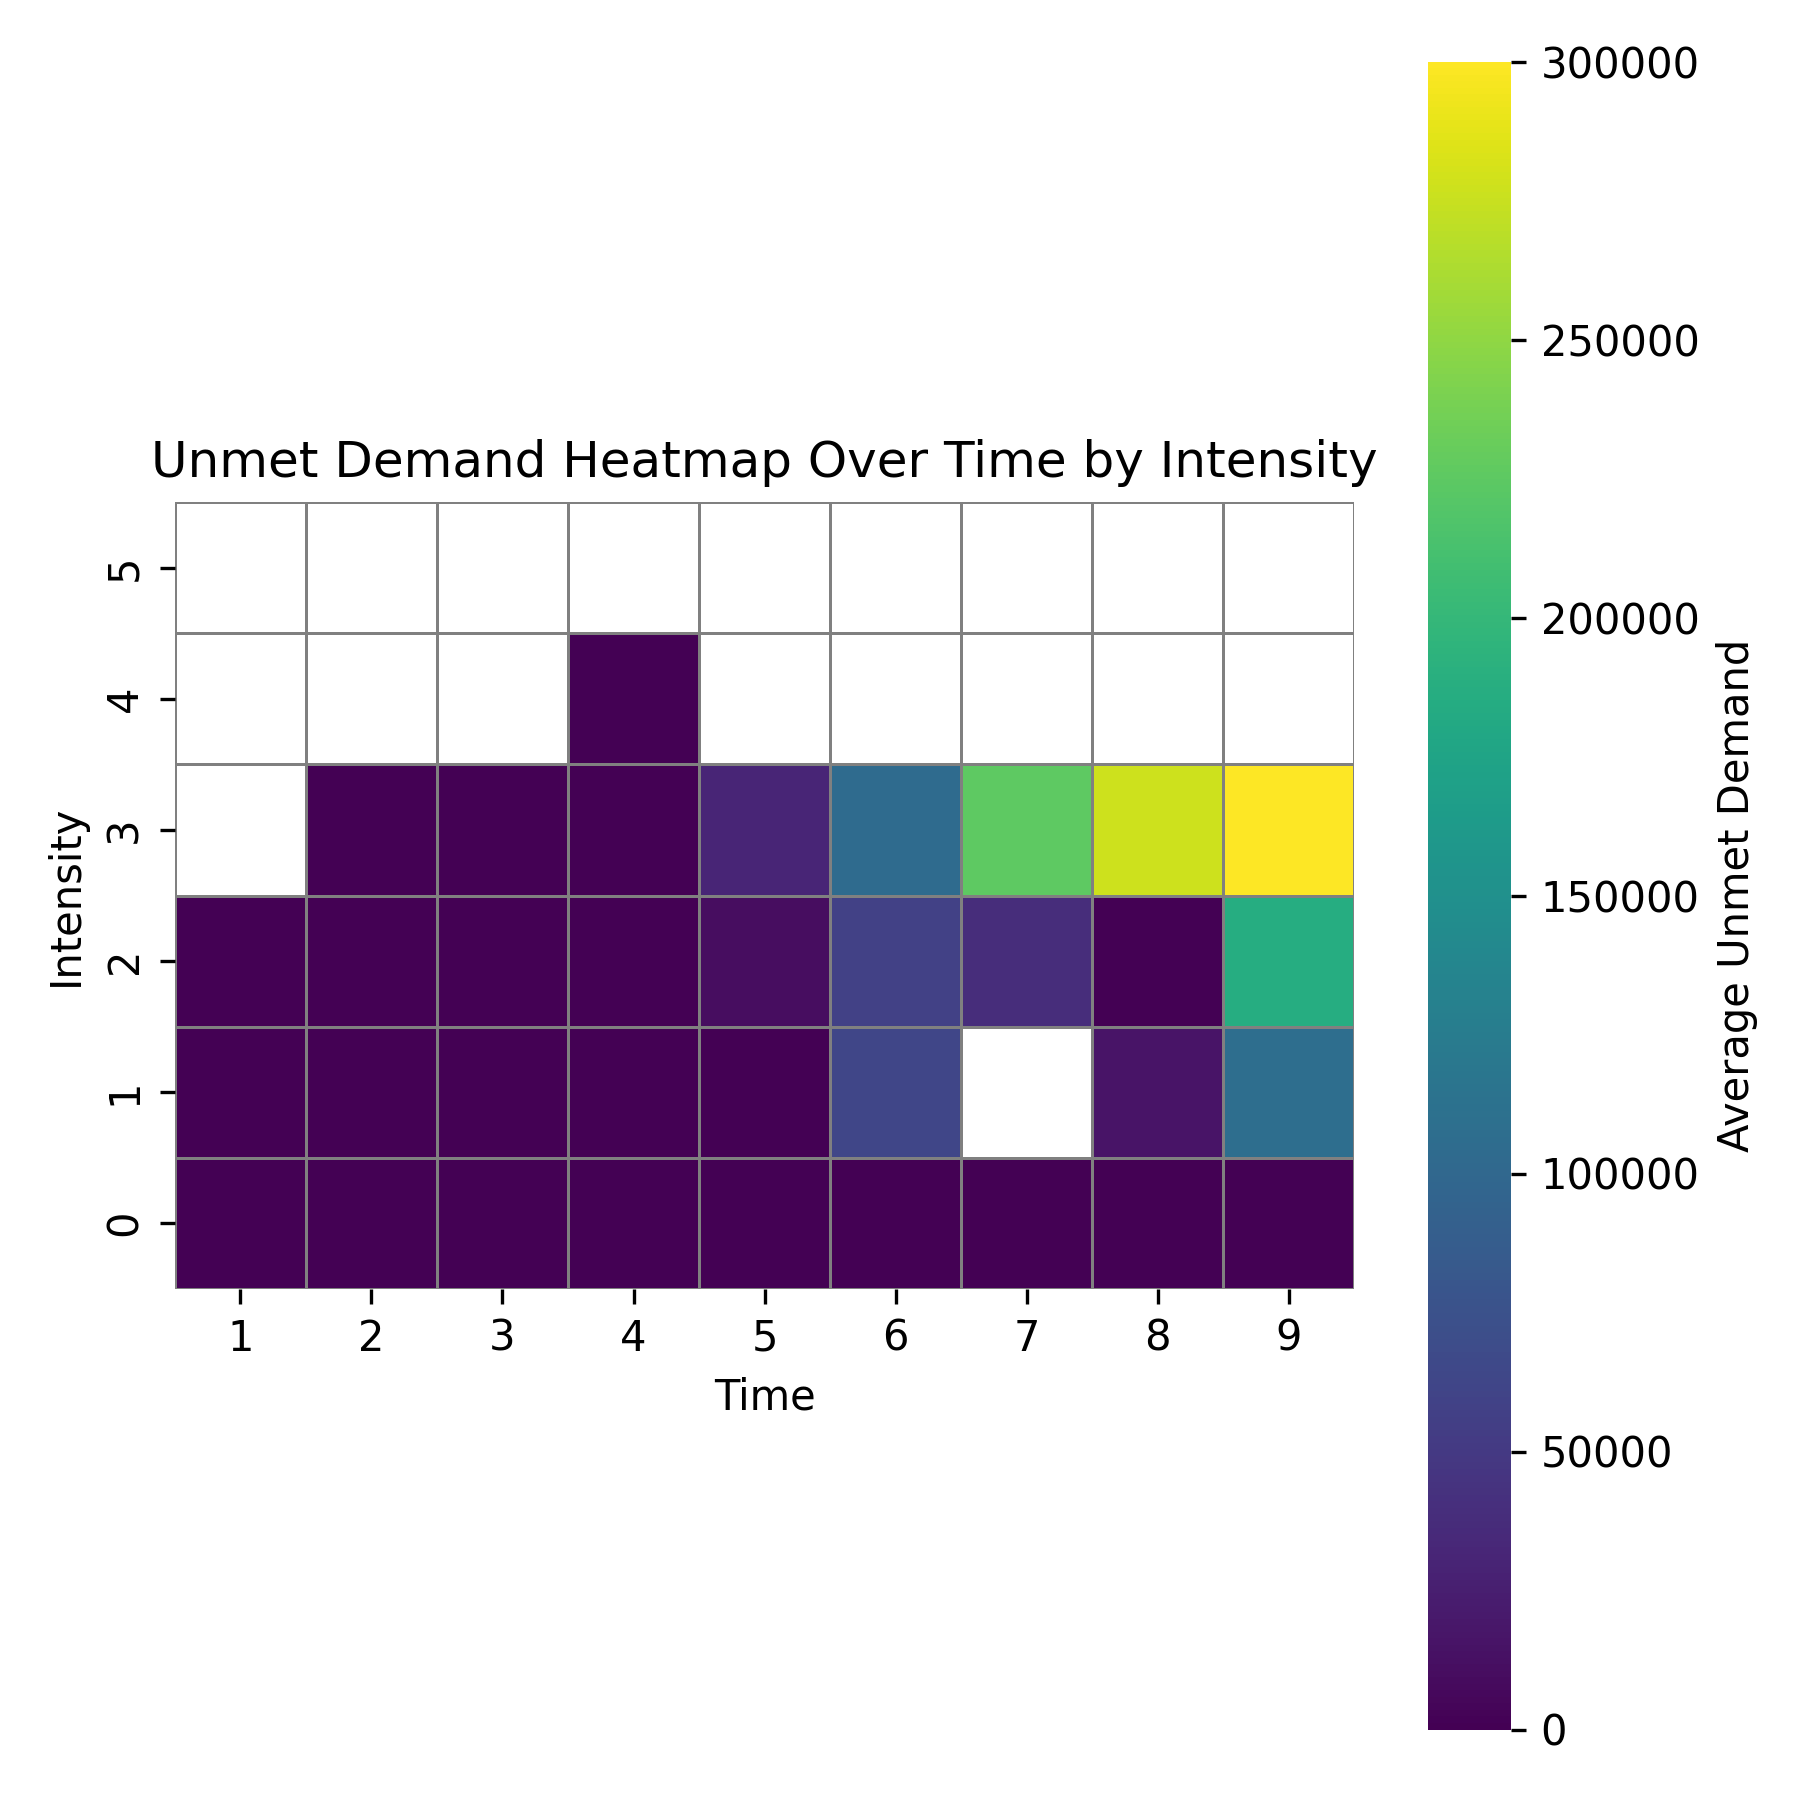 Unmet Demand Heatmap Over Time by Intensity
Intensity
5
4
3
2
1
0
1 2 3 4 5 6 7 8 9
Time
300000
250000
200000
150000
100000
50000
0
Average Unmet Demand